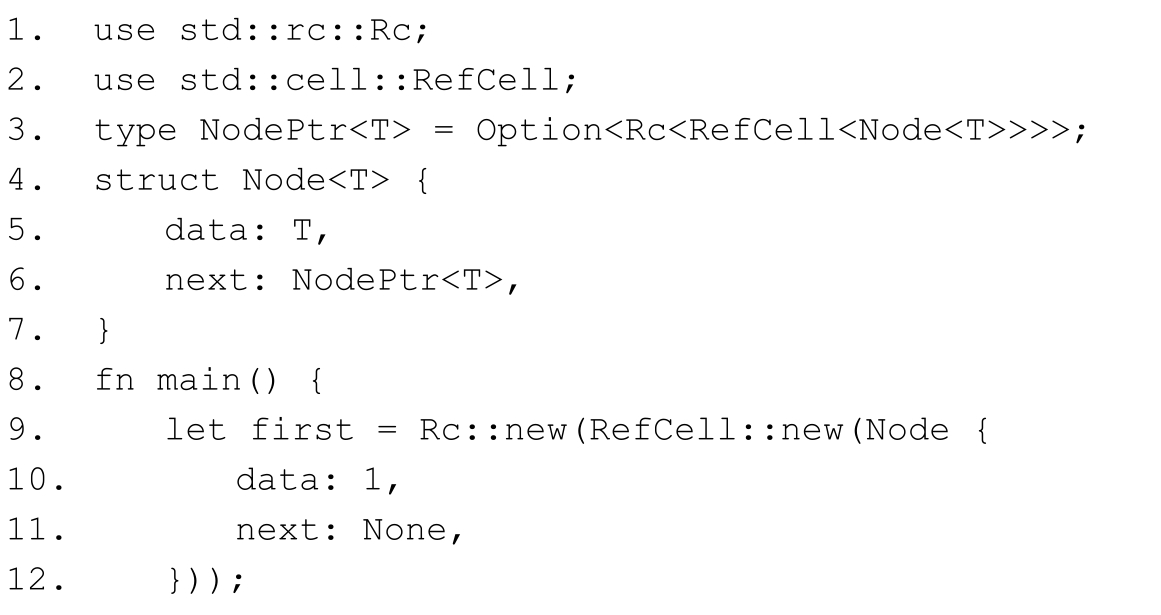 1. use std::rc::Rc;
2. use std::cell::RefCell;
3. type NodePtr<T> = Option<Rc<RefCell<Node<T>>>>;
4. struct Node<T> {
5.    data: T,
6.    next: NodePtr<T>,
7. }
8. fn main() {
9.    let first = Rc::new(RefCell::new(Node {
10.       data: 1,
11.       next: None,
12.    }));